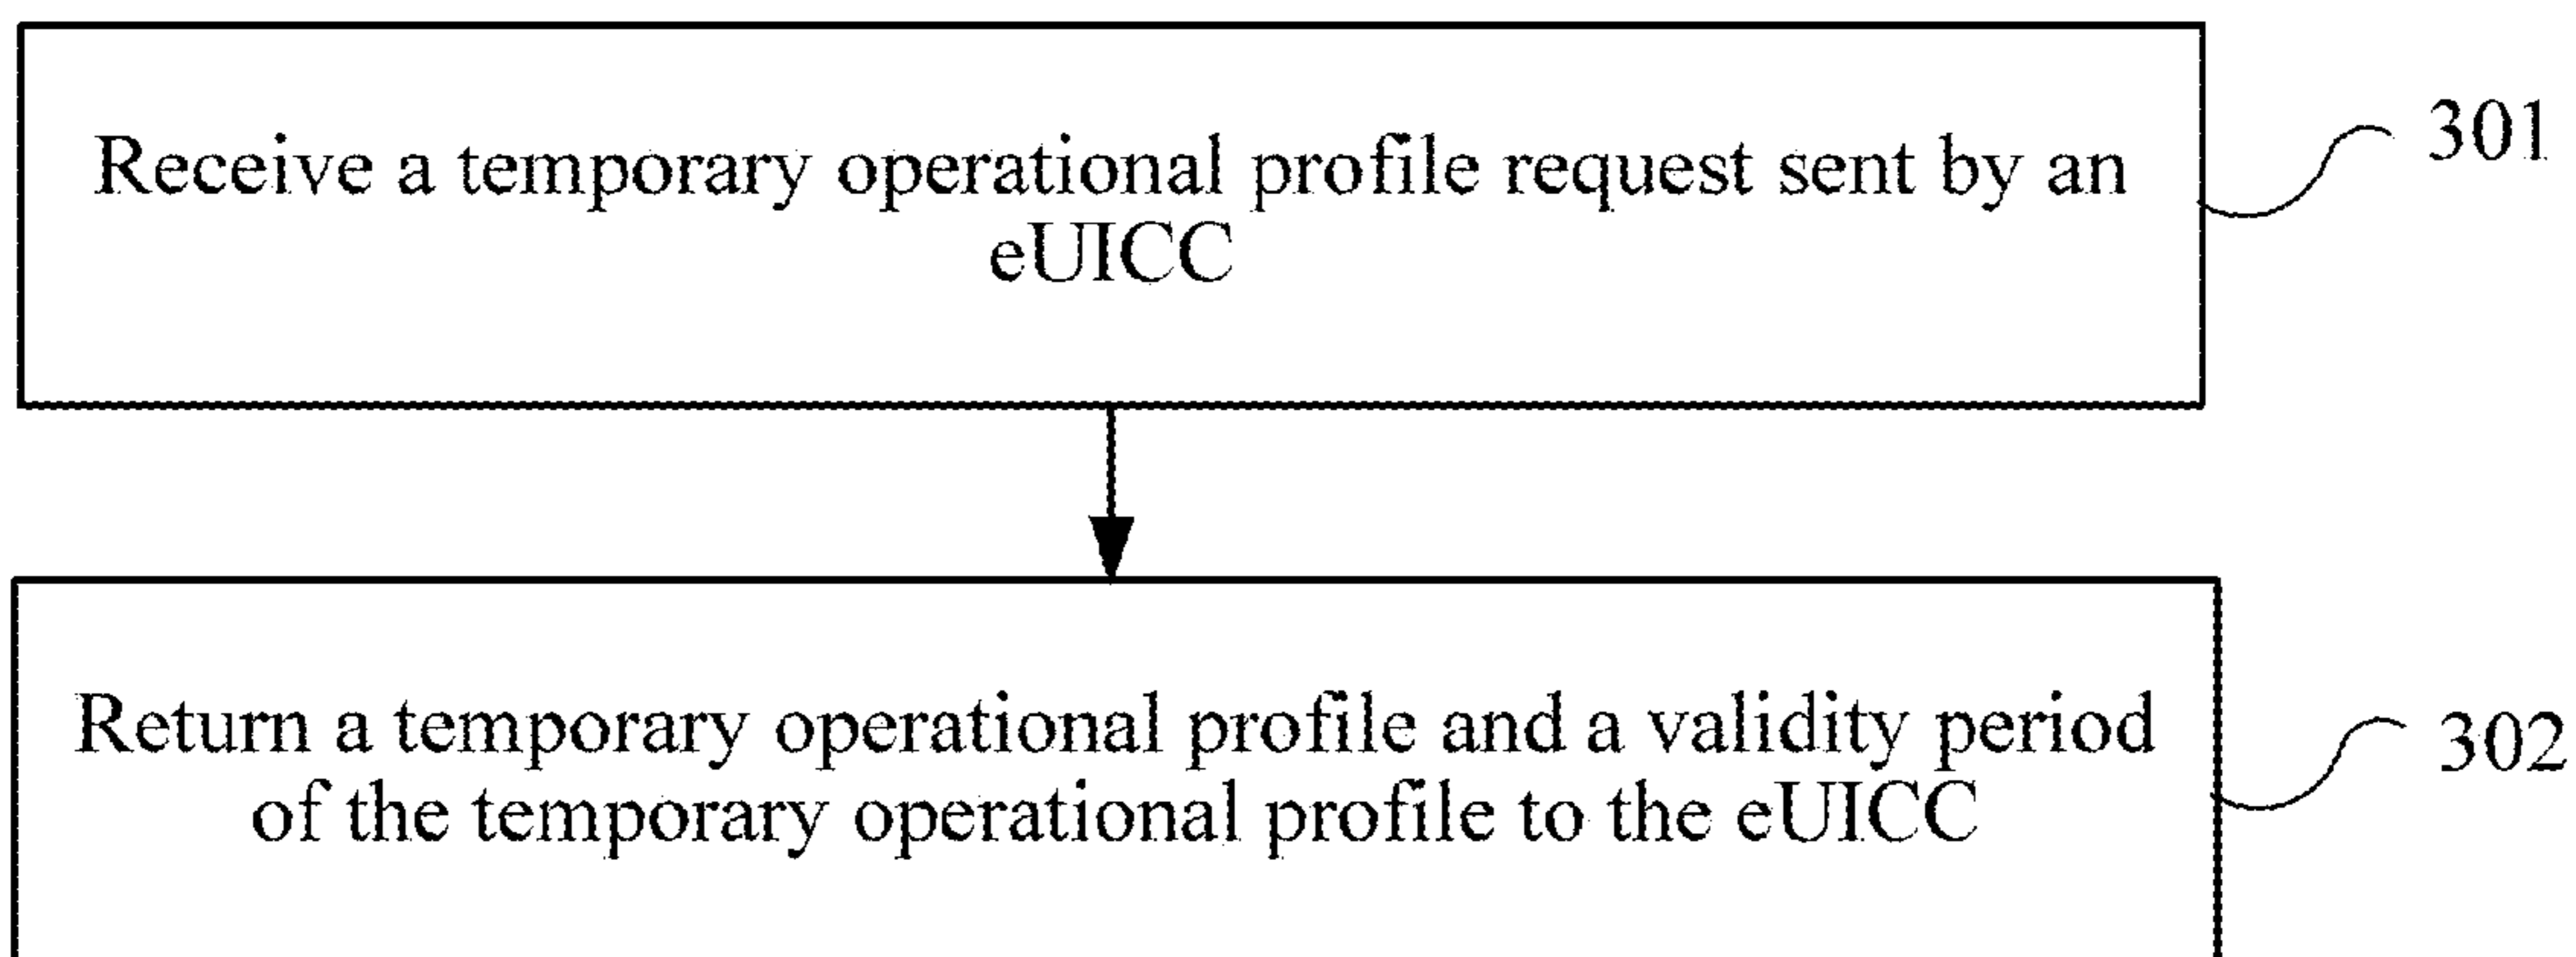 Receive a temporary operational profile request sent by an
eUICC
301
Return a temporary operational profile and a validity period
of the temporary operational profile to the eUICC
302